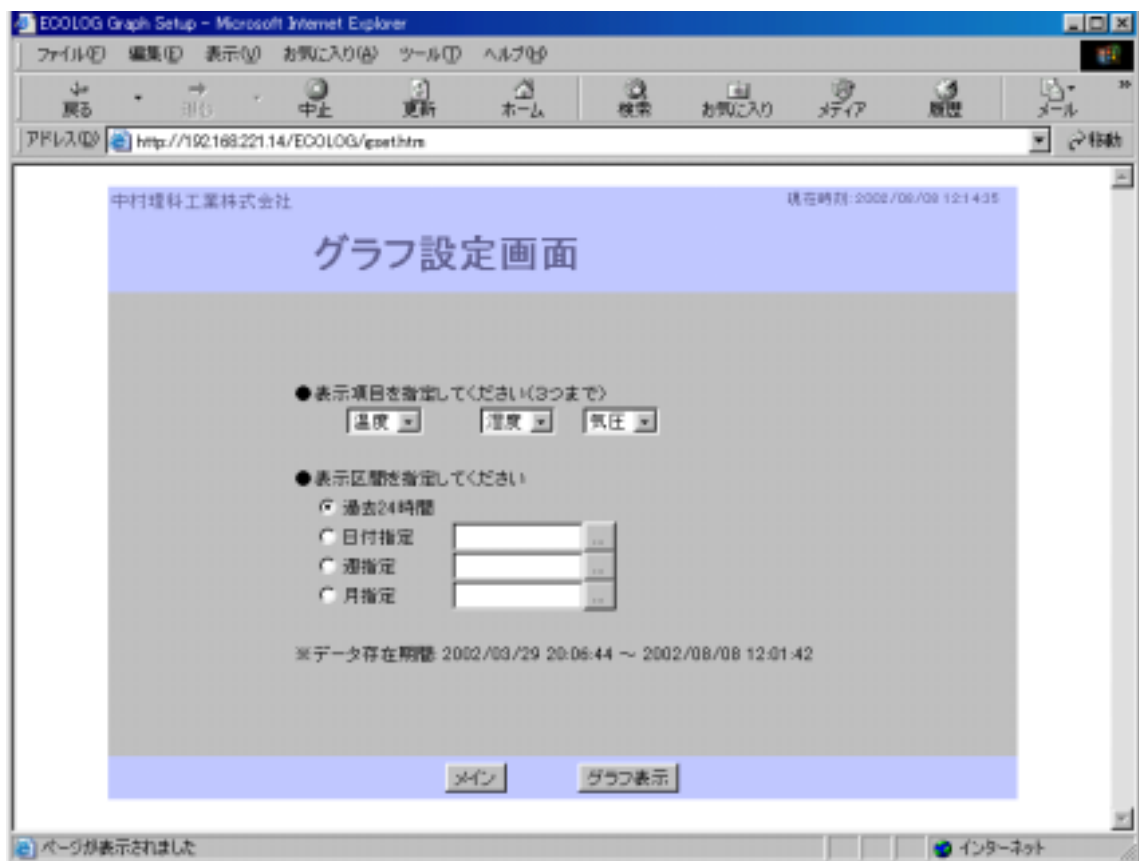 ECOLOG Graph Setup - Microsoft Internet Explorer
ファイル(F) 編集(E) 表示(V) お気に入り(A) ツール(T) ヘルプ(H)
戻る 中止 更新 ホーム 検索 お気に入り メディア 履歴 メール
アドレス(D) http://192.168.221.14/ECOLOG/gset.htm 移動
中村理科工業株式会社 現在時刻:2002/08/08 12:14:35
グラフ設定画面
●表示項目を指定してください(3つまで)
温度 湿度 気圧
●表示区間を指定してください
過去24時間
日付指定 ...
週指定 ...
月指定 ...
※データ存在期間: 2002/03/29 20:06:44 ～ 2002/08/08 12:01:42
メイン グラフ表示
ページが表示されました インターネット